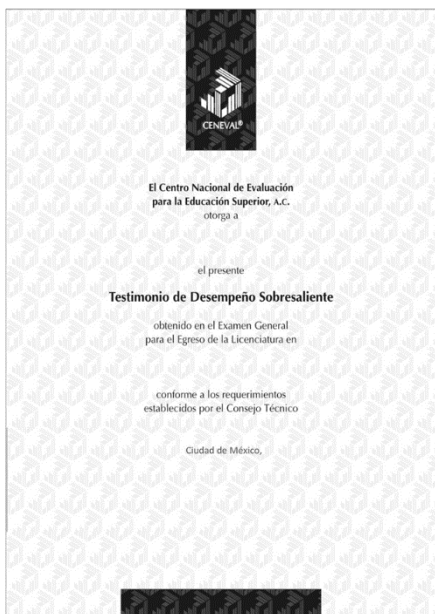 CENEVAL®
El Centro Nacional de Evaluación
para la Educación Superior, A.C.
otorga a
el presente
Testimonio de Desempeño Sobresaliente
obtenido en el Examen General
para el Egreso de la Licenciatura en
conforme a los requerimientos
establecidos por el Consejo Técnico
Ciudad de México,